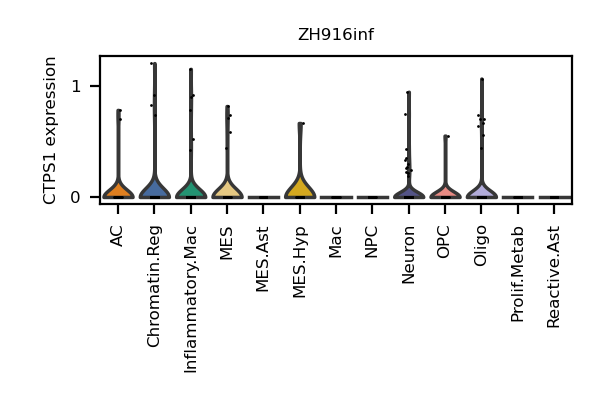 ZH916inf
CTPS1 expression
1
0
AC
Chromatin.Reg
Inflammatory.Mac
MES
MES.Ast
MES.Hyp
Mac
NPC
Neuron
OPC
Oligo
Prolif.Metab
Reactive.Ast